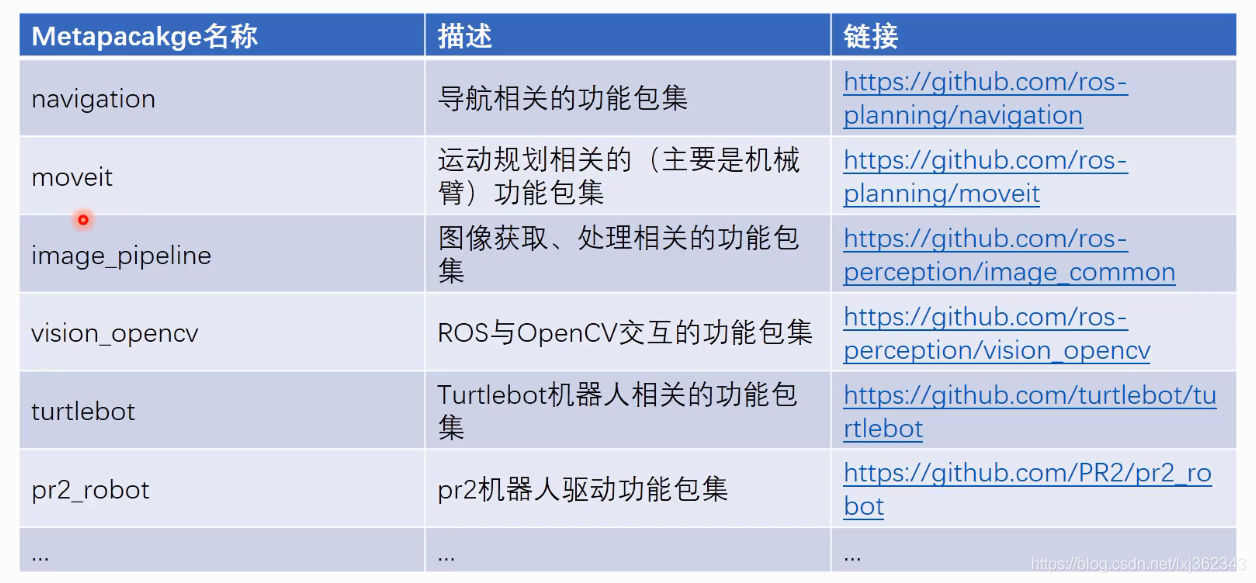 Metapacakge名称
描述
链接
navigation
导航相关的功能包集
https://github.com/ros-
planning/navigation
moveit
运动规划相关的（主要是机械
臂）功能包集
https://github.com/ros-
planning/moveit
image_pipeline
图像获取、处理相关的功能包
集
https://github.com/ros-
perception/image_common
vision_opencv
ROS与OpenCV交互的功能包集
https://github.com/ros-
perception/vision_opencv
turtlebot
Turtlebot机器人相关的功能包
集
https://github.com/turtlebot/tu
rtlebot
pr2_robot
pr2机器人驱动功能包集
https://github.com/PR2/pr2_ro
bot
...
...
...
https://blog.csdn.net/lxj362343